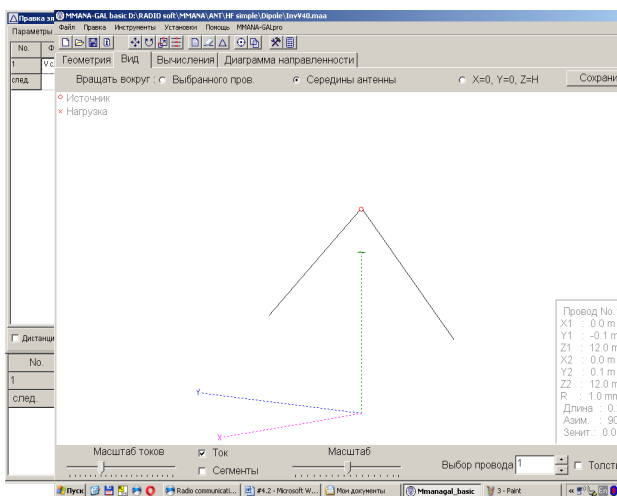 Правка эл
MMANA-GAL basic D:\RADIO soft\MMANA\ANT\HF simple\Dipole\InvV40.maa
Параметры
Файл Правка Инструменты Установки Помощь MMANA-GALpro
No. Ф
1 V с
след.
Геометрия Вид Вычисления Диаграмма направленности
Вращать вокруг : Выбранного пров. Середины антенны X=0, Y=0, Z=H Сохрани
Источник
Нагрузка
Y
X
Провод No.
X1 : 0.0 m
Y1 : -0.1 m
Z1 : 12.0 m
X2 : 0.0 m
Y2 : 0.1 m
Z2 : 12.0 m
R : 1.0 mm
Длина : 0.
Азим. : 90
Зенит.: 0.0
Дистанци
No.
1
след.
Масштаб токов Ток Масштаб
Сегменты Выбор провода 1 Толсти
Пуск Radio communicati... #4.2 - Microsoft W... Мои документы Mmanagal_basic 3 - Paint